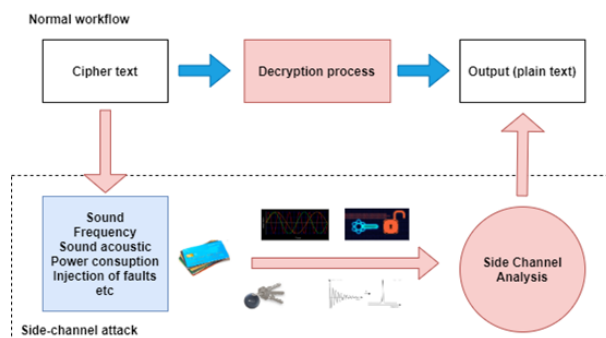 Normal workflow
Cipher text
Decryption process
Output (plain text)
Sound
Frequency
Sound acoustic
Power consuption
Injection of faults
etc
Side Channel
Analysis
Side-channel attack